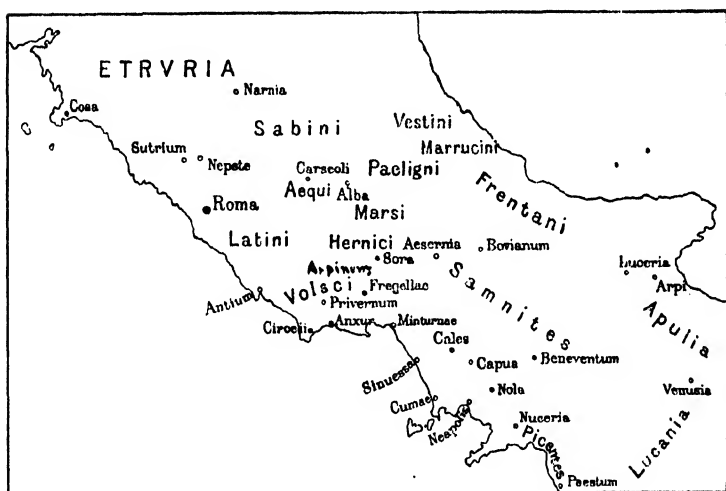 ETRVRIA
Narnia
Cosa
Sabini
Vestini
Marrucini
Sutrium
Nepete
Carseoli
Paeligni
Aequi
Alba
Frentani
Roma
Marsi
Latini
Hernici
Aesernia
Bovianum
Sora
Arpinum
Luceria
Arpi
Volsci
Fregellae
Samnites
Antium
Privernum
Apulia
Circeii
Anxur
Minturnae
Cales
Capua
Beneventum
Sinuessa
Nola
Venusia
Cumae
Neapolis
Nuceria
Picentes
Lucania
Paestum